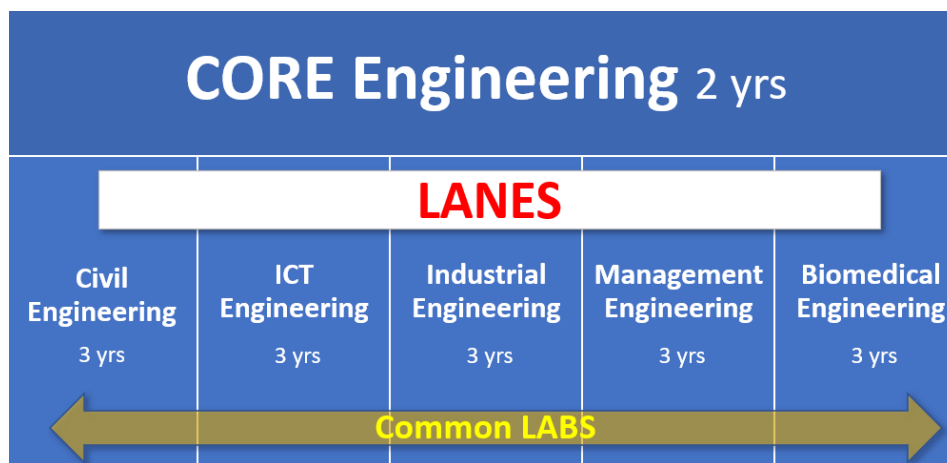 CORE Engineering 2 yrs
LANES
Civil
Engineering
3 yrs
ICT
Engineering
3 yrs
Industrial
Engineering
3 yrs
Management
Engineering
3 yrs
Biomedical
Engineering
3 yrs
Common LABS